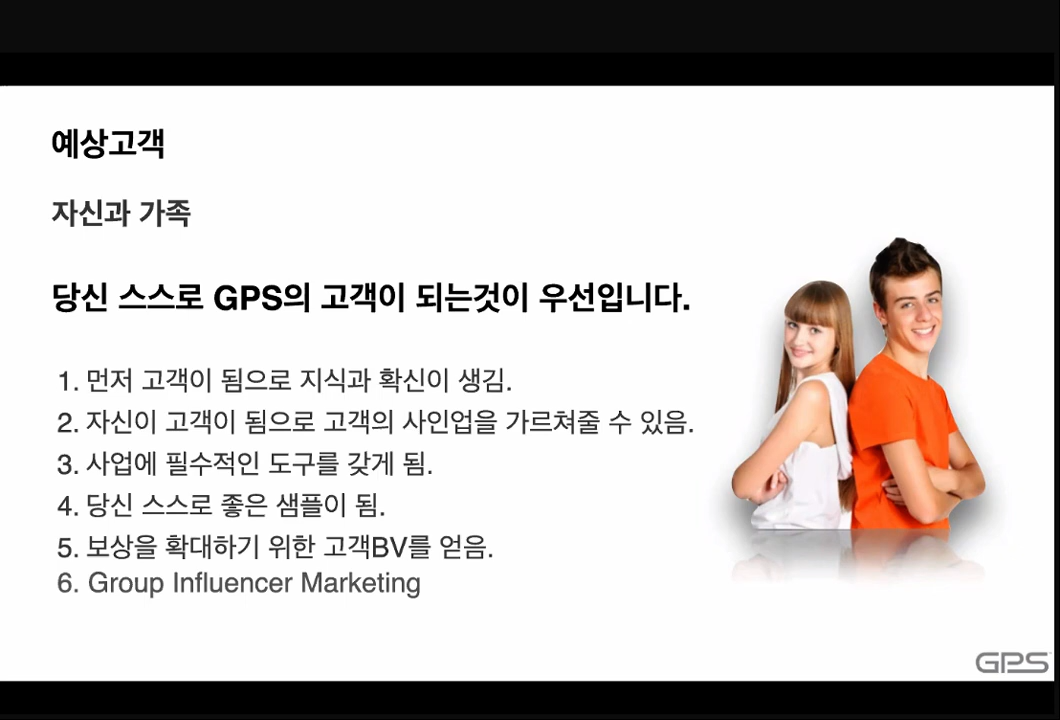 예상고객
자신과 가족
당신 스스로 GPS의 고객이 되는것이 우선입니다.
1. 먼저 고객이 됨으로 지식과 확신이 생김.
2. 자신이 고객이 됨으로 고객의 사인업을 가르쳐줄 수 있음.
3. 사업에 필수적인 도구를 갖게 됨.
4. 당신 스스로 좋은 샘플이 됨.
5. 보상을 확대하기 위한 고객BV를 얻음.
6. Group Influencer Marketing
GPS